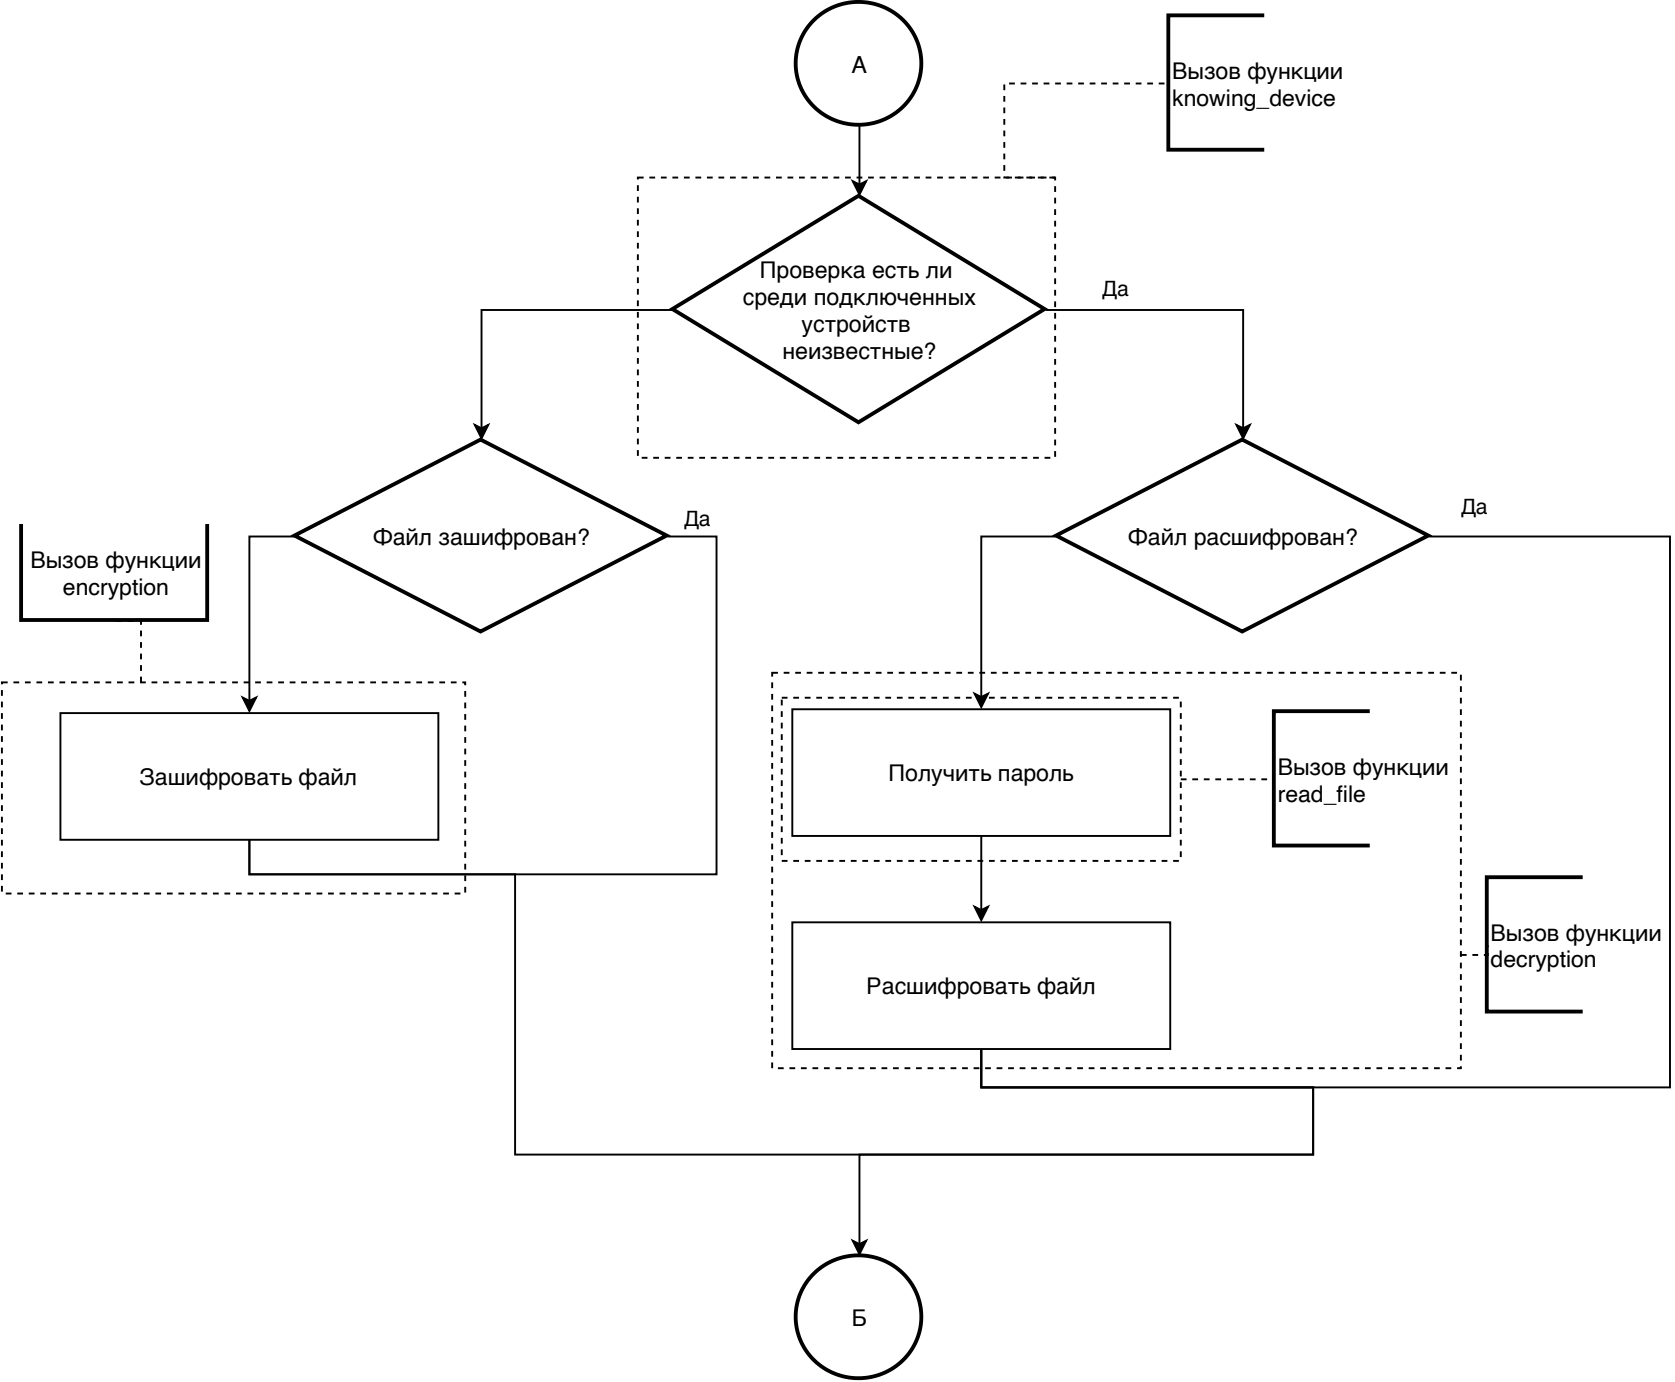 А
Вызов функции
knowing_device
Проверка есть ли
среди подключенных
устройств
неизвестные?
Да
Файл зашифрован?
Да
Файл расшифрован?
Да
Вызов функции
encryption
Зашифровать файл
Получить пароль
Вызов функции
read_file
Расшифровать файл
Вызов функции
decryption
Б